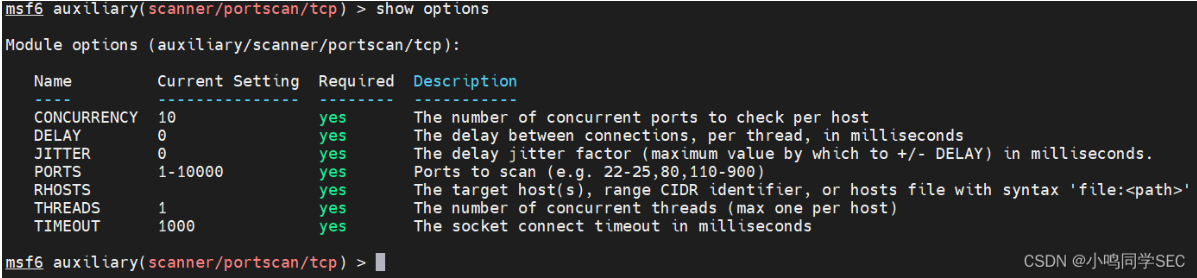 msf6 auxiliary(scanner/portscan/tcp) > show options
Module options (auxiliary/scanner/portscan/tcp):
Name Current Setting Required Description
---- --------------- -------- -----------
CONCURRENCY 10 yes The number of concurrent ports to check per host
DELAY 0 yes The delay between connections, per thread, in milliseconds
JITTER 0 yes The delay jitter factor (maximum value by which to +/- DELAY) in milliseconds.
PORTS 1-10000 yes Ports to scan (e.g. 22-25,80,110-900)
RHOSTS yes The target host(s), range CIDR identifier, or hosts file with syntax 'file:<path>'
THREADS 1 yes The number of concurrent threads (max one per host)
TIMEOUT 1000 yes The socket connect timeout in milliseconds
msf6 auxiliary(scanner/portscan/tcp) >
CSDN @小鸣同学SEC